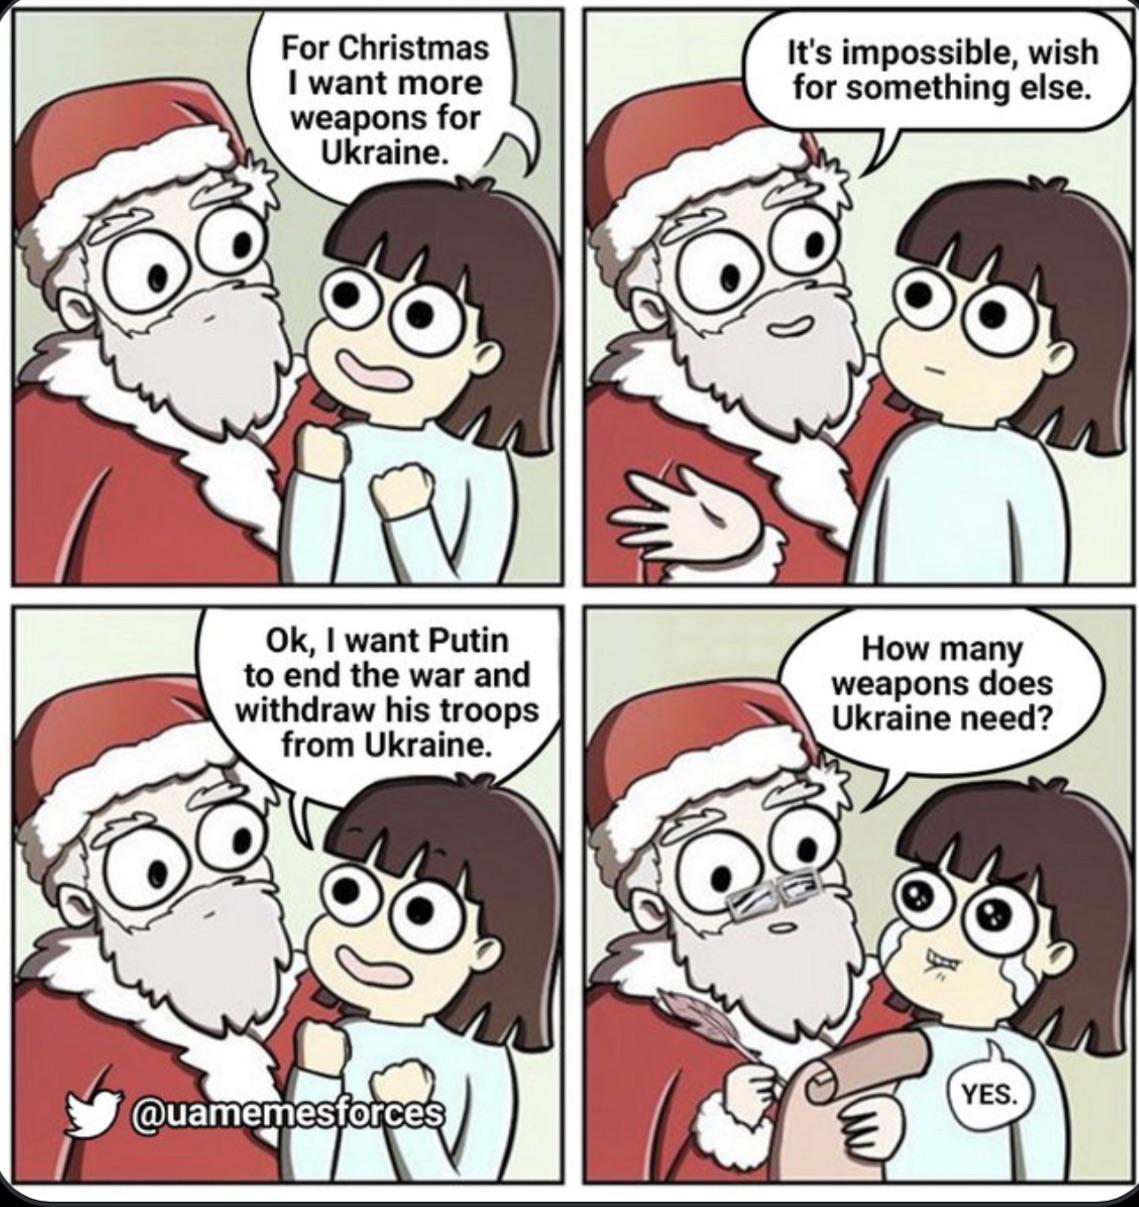 For Christmas
I want more
weapons for
Ukraine.
It's impossible, wish
for something else.
Ok, I want Putin
to end the war and
withdraw his troops
from Ukraine.
@uamemesforces
How many
weapons does
Ukraine need?
YES.